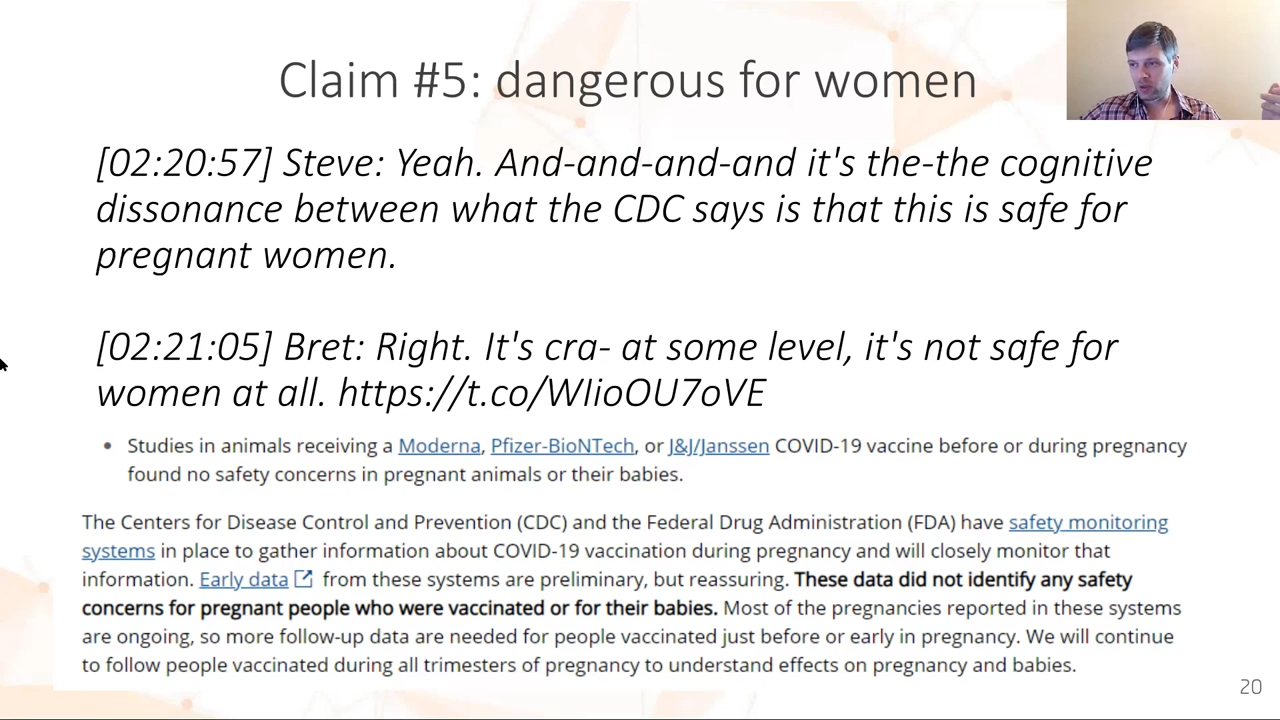 Claim #5: dangerous for women
[02:20:57] Steve: Yeah. And-and-and-and it's the-the cognitive
dissonance between what the CDC says is that this is safe for
pregnant women.
[02:21:05] Bret: Right. It's cra- at some level, it's not safe for
women at all. https://t.co/WIioOU7oVE
• Studies in animals receiving a Moderna, Pfizer-BioNTech, or J&J/Janssen COVID-19 vaccine before or during pregnancy
found no safety concerns in pregnant animals or their babies.
The Centers for Disease Control and Prevention (CDC) and the Federal Drug Administration (FDA) have safety monitoring
systems in place to gather information about COVID-19 vaccination during pregnancy and will closely monitor that
information. Early data from these systems are preliminary, but reassuring. These data did not identify any safety
concerns for pregnant people who were vaccinated or for their babies. Most of the pregnancies reported in these systems
are ongoing, so more follow-up data are needed for people vaccinated just before or early in pregnancy. We will continue
to follow people vaccinated during all trimesters of pregnancy to understand effects on pregnancy and babies.
20